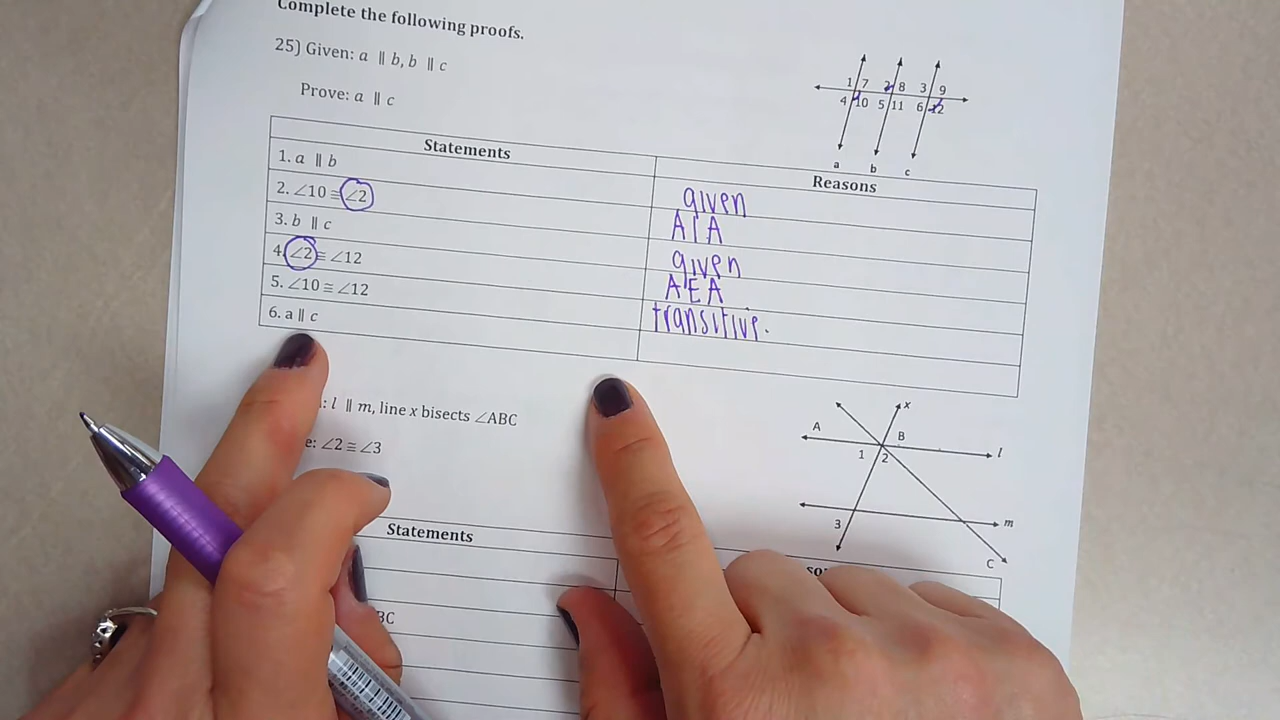 Complete the following proofs.
25) Given: a ∥ b, b ∥ c
Prove: a ∥ c
1 7 2 8 3 9
4 10 5 11 6 12
a b c
Statements Reasons
1. a ∥ b given
2. ∠10 ≅ ∠2 AIA
3. b ∥ c given
4. ∠2 ≅ ∠12 AEA
5. ∠10 ≅ ∠12 transitive.
6. a ∥ c
: l ∥ m, line x bisects ∠ABC
e: ∠2 ≅ ∠3
x
A B l
1 2
3 m
C
Statements
BC